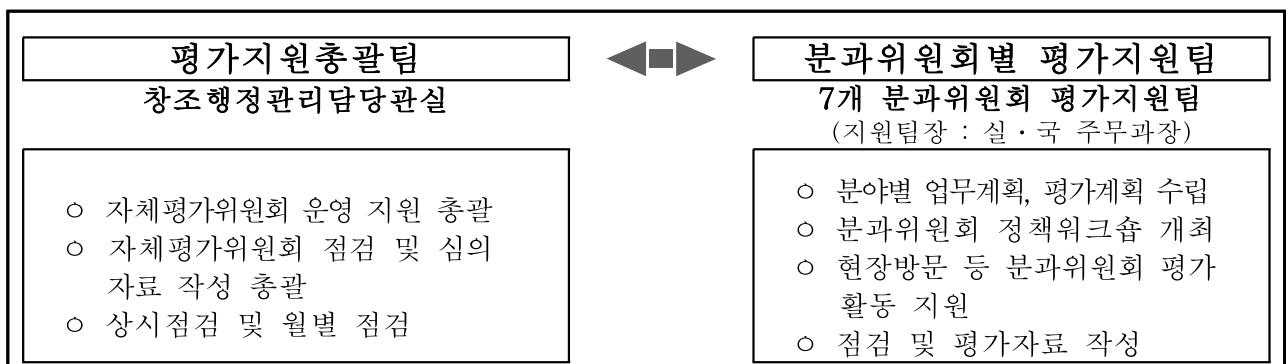 평가지원총괄팀
창조행정관리담당관실
ㅇ 자체평가위원회 운영 지원 총괄
ㅇ 자체평가위원회 점검 및 심의
자료 작성 총괄
ㅇ 상시점검 및 월별 점검
분과위원회별 평가지원팀
7개 분과위원회 평가지원팀
(지원팀장 : 실·국 주무과장)
ㅇ 분야별 업무계획, 평가계획 수립
ㅇ 분과위원회 정책워크숍 개최
ㅇ 현장방문 등 분과위원회 평가
활동 지원
ㅇ 점검 및 평가자료 작성